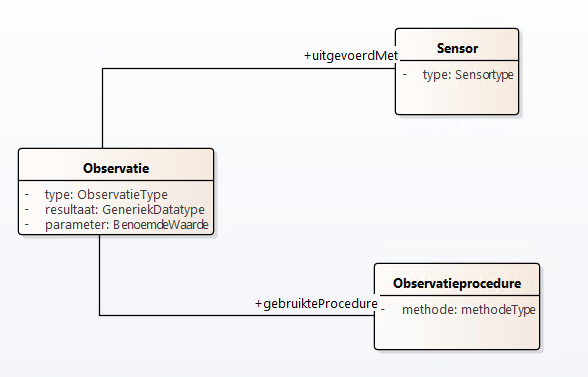 Sensor
+uitgevoerdMet
- type: Sensortype
Observatie
- type: ObservatieType
- resultaat: GeneriekDatatype
- parameter: BenoemdeWaarde
Observatieprocedure
+gebruikteProcedure
- methode: methodeType